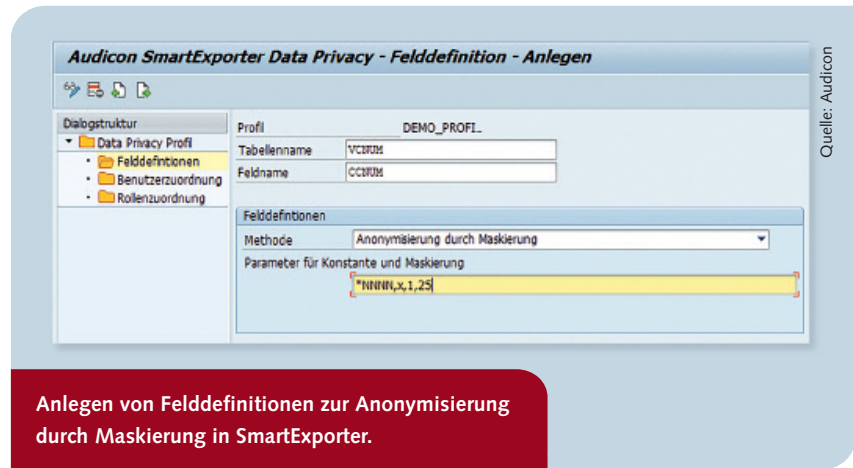 Audicon SmartExporter Data Privacy - Felddefinition - Anlegen
Quelle: Audicon
Dialogstruktur
Data Privacy Profil
Felddefintionen
Benutzerzuordnung
Rollenzuordnung
Profil DEMO_PROFI_
Tabellenname VCNUM
Feldname CCNUM
Felddefintionen
Methode Anonymisierung durch Maskierung
Parameter für Konstante und Maskierung
*NNNN,x,1,25
Anlegen von Felddefinitionen zur Anonymisierung
durch Maskierung in SmartExporter.